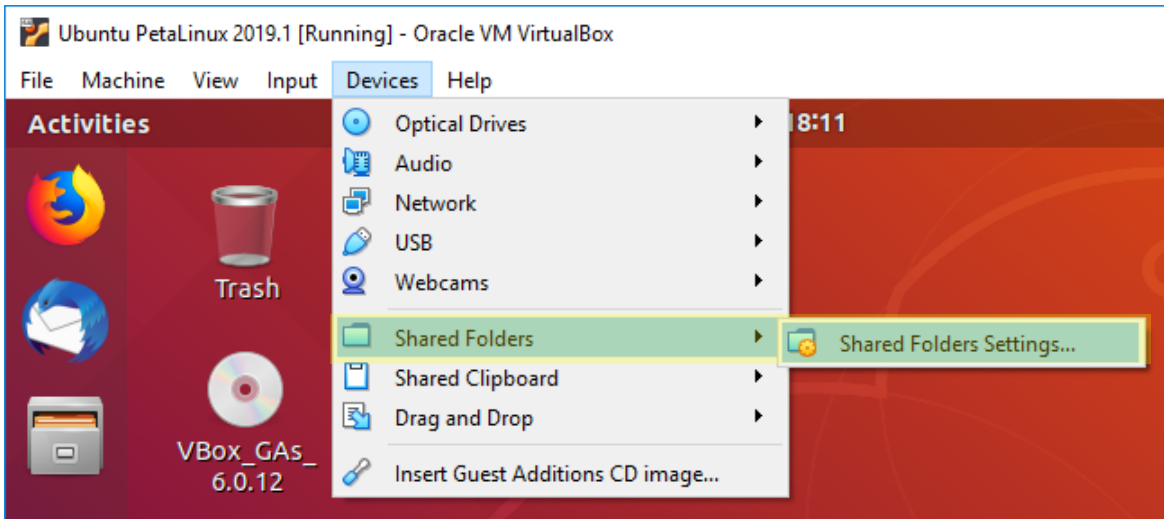 Ubuntu PetaLinux 2019.1 [Running] - Oracle VM VirtualBox
File Machine View Input Devices Help
Activities
18:11
Optical Drives
Audio
Network
USB
Webcams
Shared Folders
Shared Folders Settings...
Shared Clipboard
Drag and Drop
Insert Guest Additions CD image...
Trash
VBox_GAs_
6.0.12